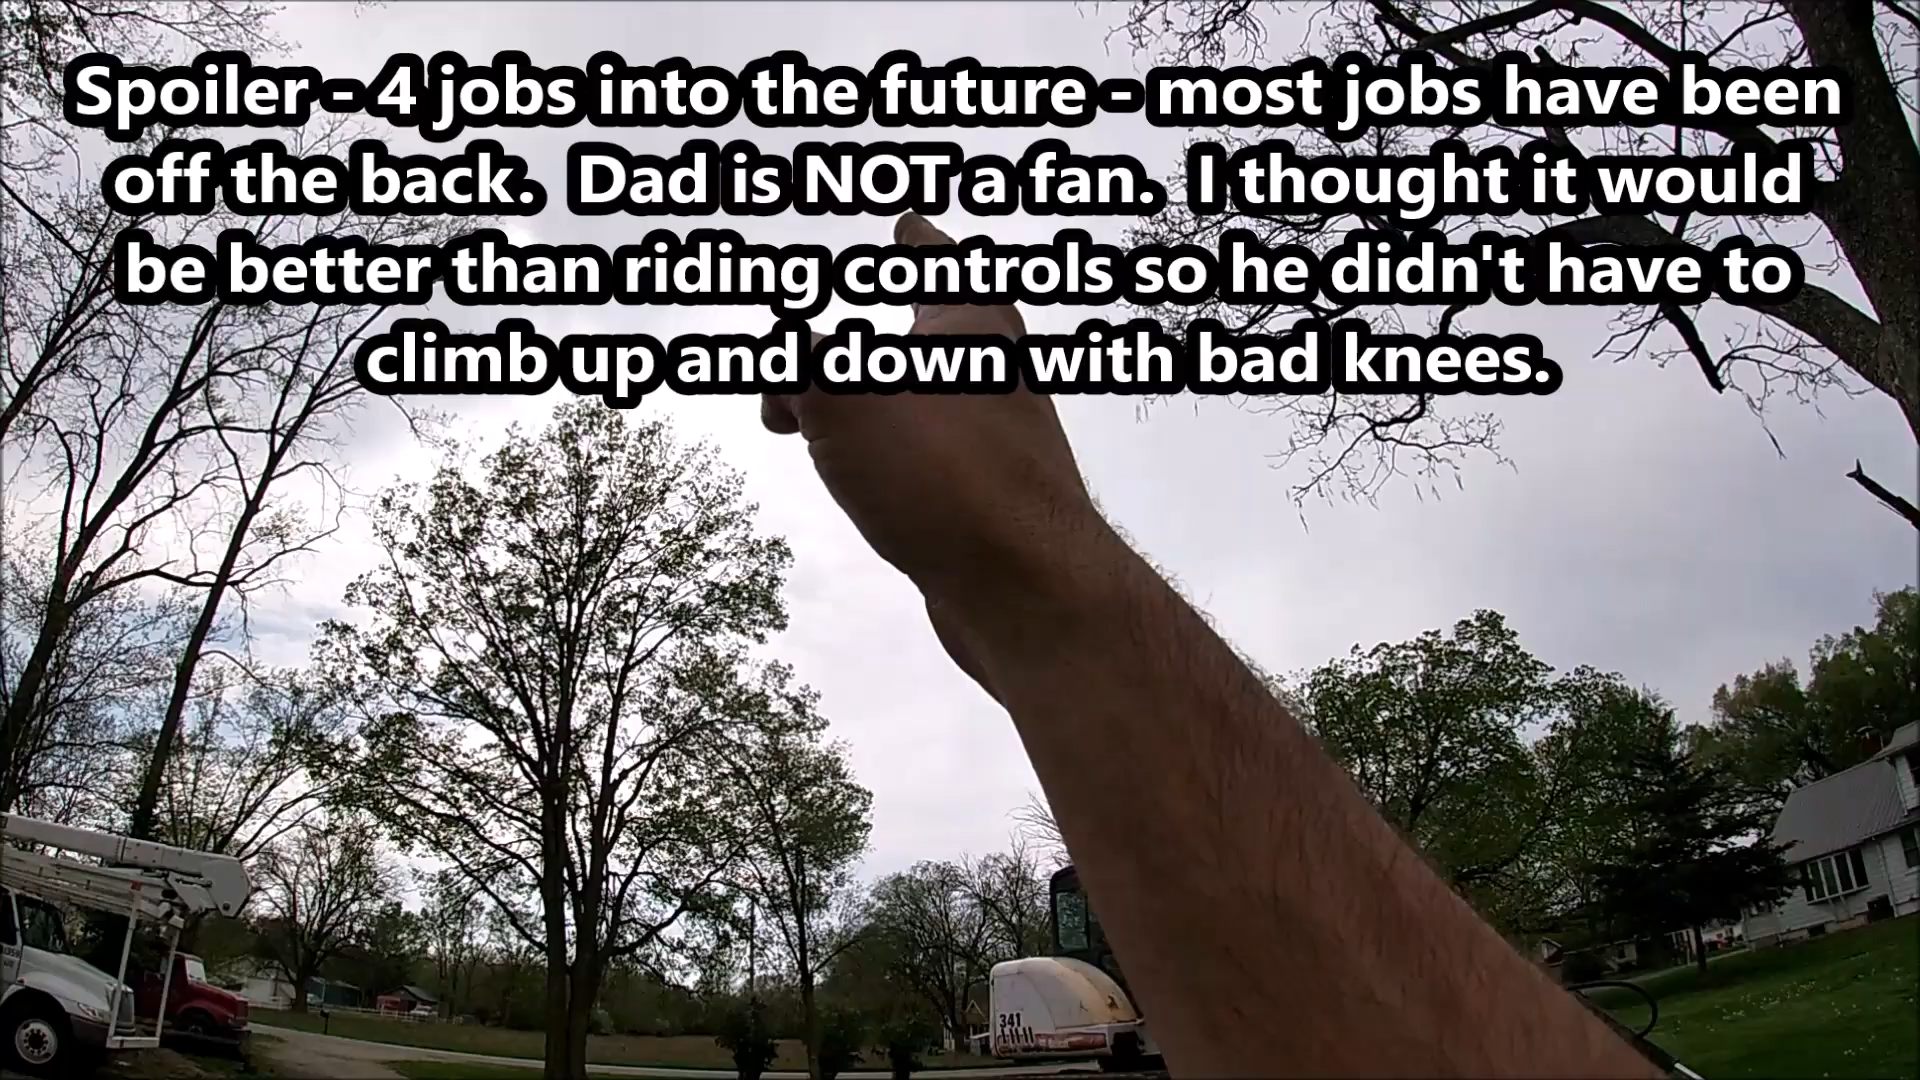 Spoiler - 4 jobs into the future - most jobs have been
off the back.  Dad is NOT a fan.  I thought it would
be better than riding controls so he didn't have to
climb up and down with bad knees.
341